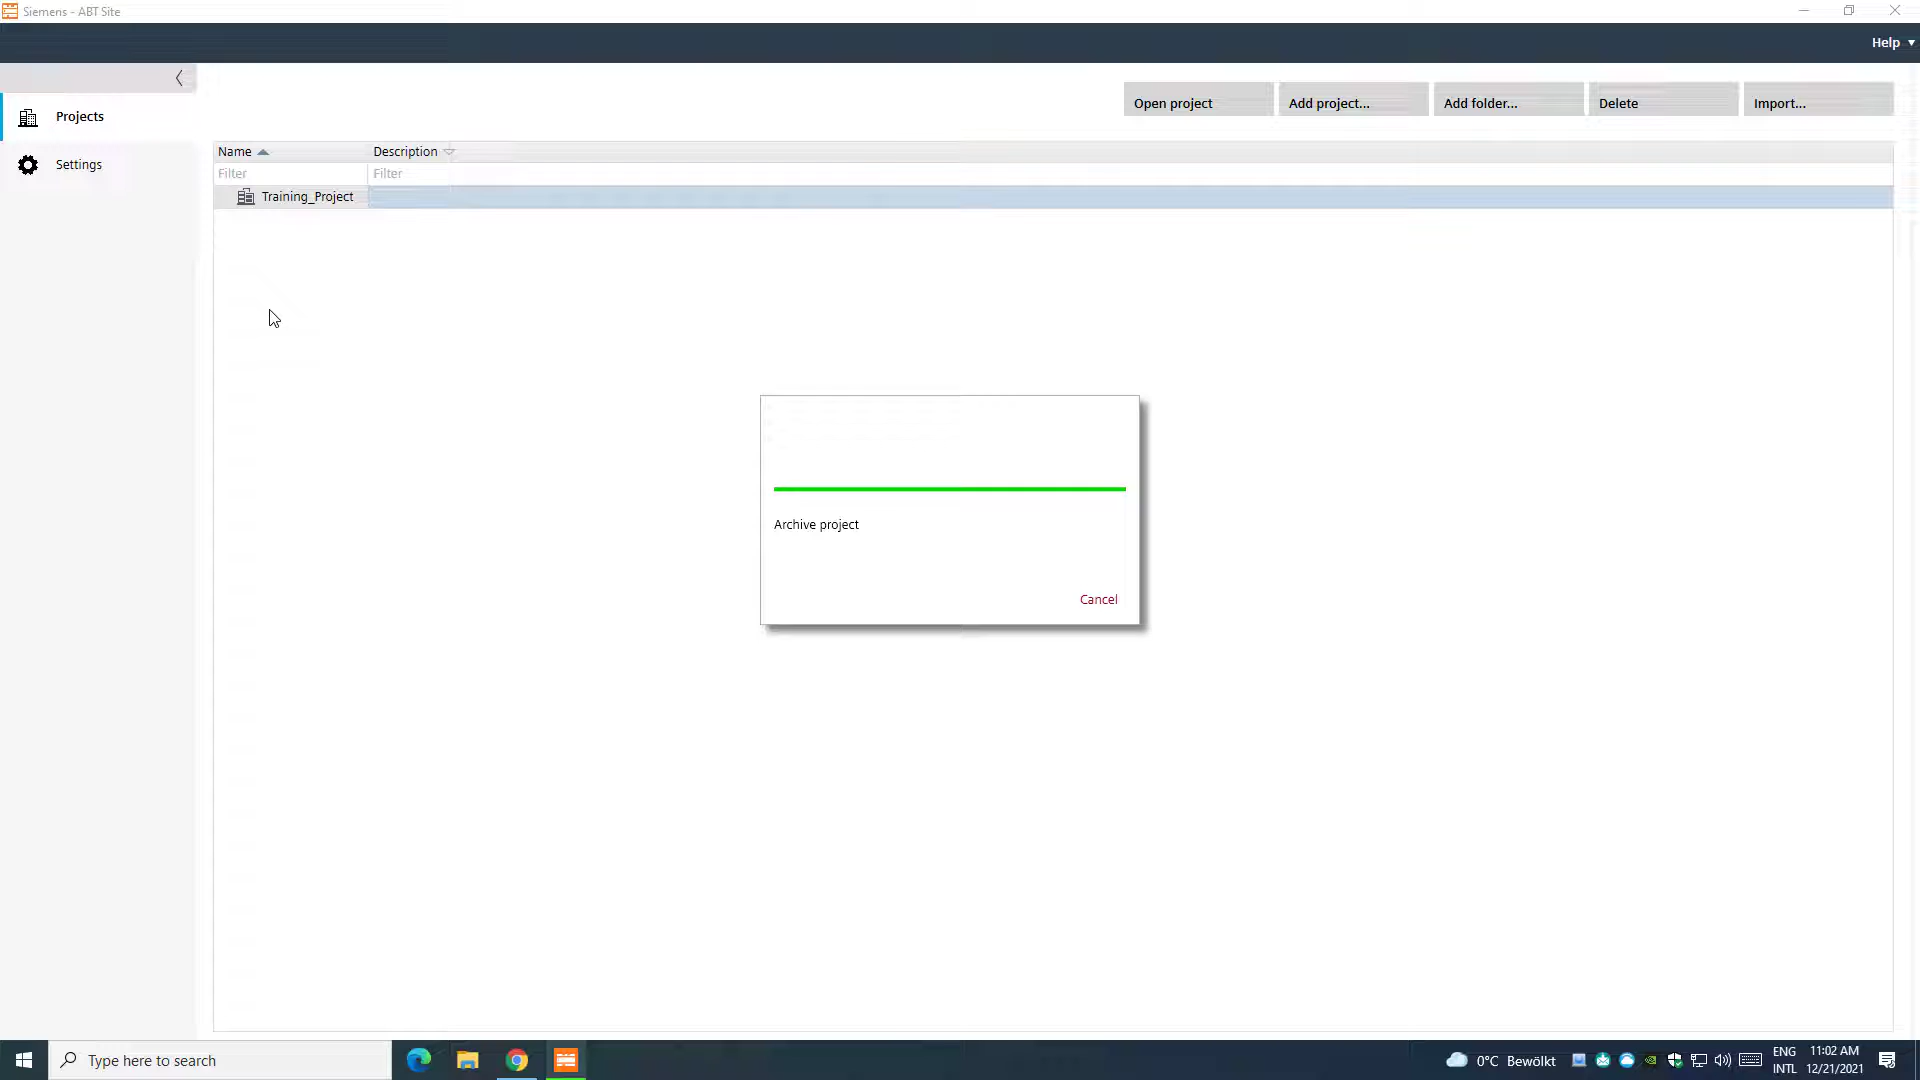 Siemens - ABT Site
Help
Projects
Settings
Open project
Add project...
Add folder...
Delete
Import...
Name
Description
Filter
Filter
Training_Project
Archive project
Cancel
Type here to search
0°C Bewölkt
ENG
INTL
11:02 AM
12/21/2021